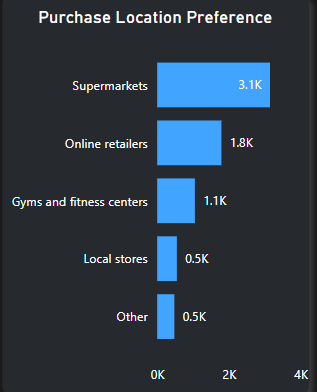 Purchase Location Preference
Supermarkets 3.1K
Online retailers 1.8K
Gyms and fitness centers 1.1K
Local stores 0.5K
Other 0.5K
0K 2K 4K